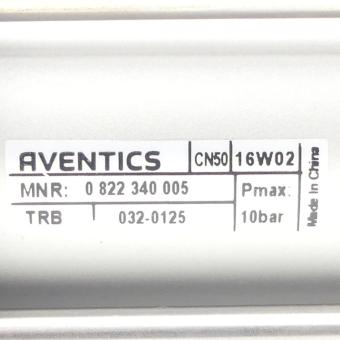 AVENTICS CN50 16W02
MNR: 0 822 340 005 Pmax:
TRB 032-0125 10bar
Made in China